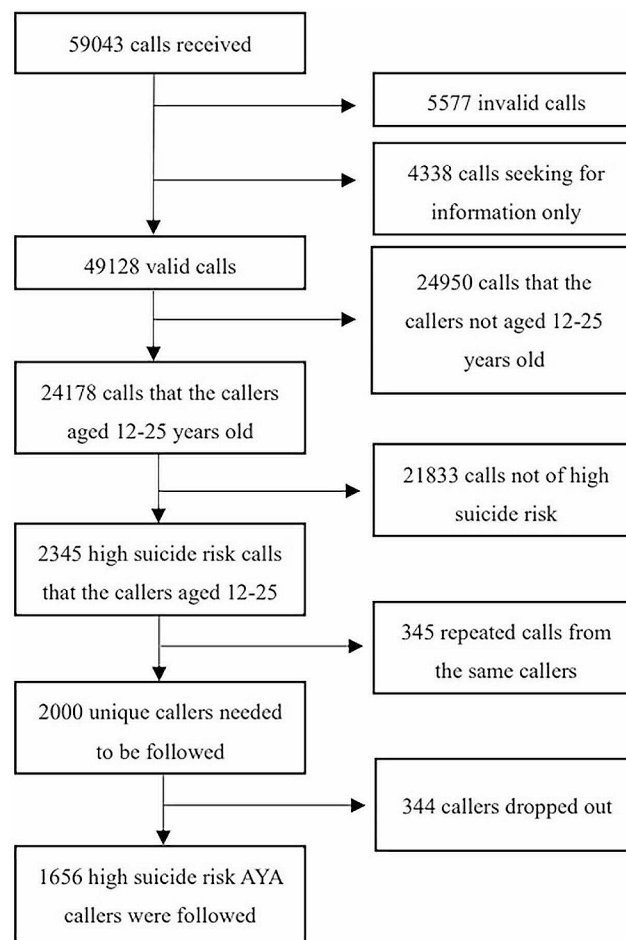 59043 calls received
5577 invalid calls
4338 calls seeking for
information only
49128 valid calls
24950 calls that the
callers not aged 12-25
years old
24178 calls that the callers
aged 12-25 years old
21833 calls not of high
suicide risk
2345 high suicide risk calls
that the callers aged 12-25
345 repeated calls from
the same callers
2000 unique callers needed
to be followed
344 callers dropped out
1656 high suicide risk AYA
callers were followed